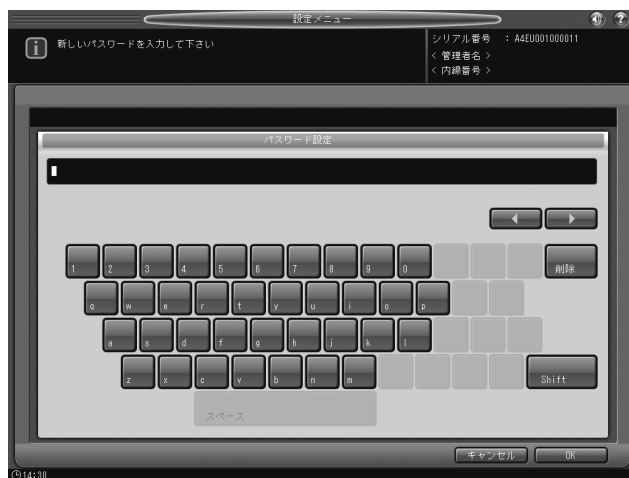 設定メニュー
新しいパスワードを入力して下さい
シリアル番号 : A4EU001000011
< 管理者名 >
< 内線番号 >
パスワード設定
1 2 3 4 5 6 7 8 9 0 削除
q w e r t y u i o p
a s d f g h j k l
z x c v b n m Shift
スペース
キャンセル OK
14:30